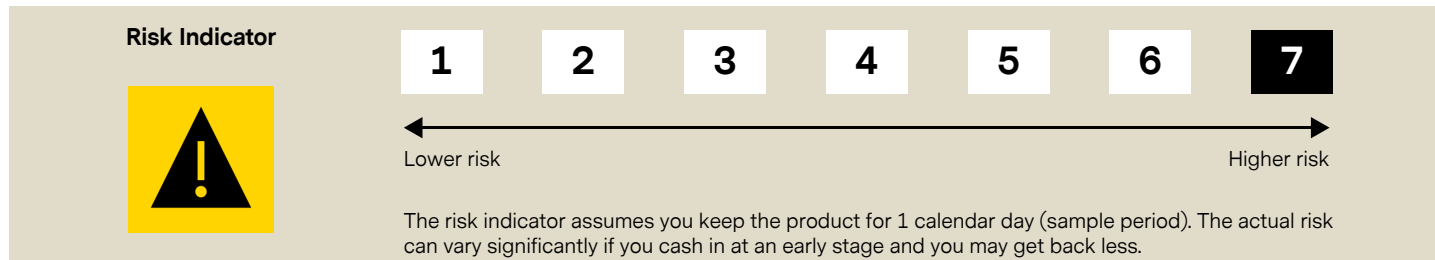 Risk Indicator
1 2 3 4 5 6 7
Lower risk Higher risk
The risk indicator assumes you keep the product for 1 calendar day (sample period). The actual risk
can vary significantly if you cash in at an early stage and you may get back less.